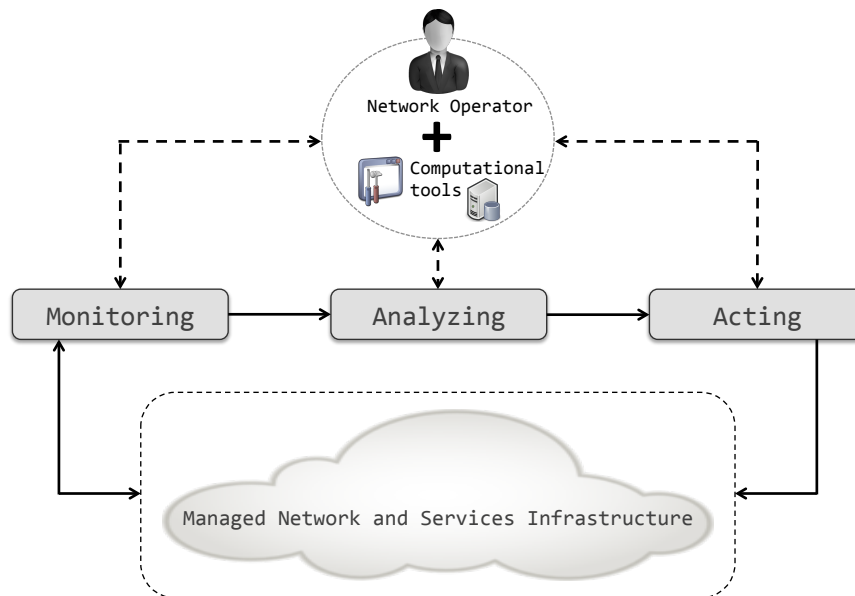 Network Operator
Computational
tools
Monitoring
Analyzing
Acting
Managed Network and Services Infrastructure